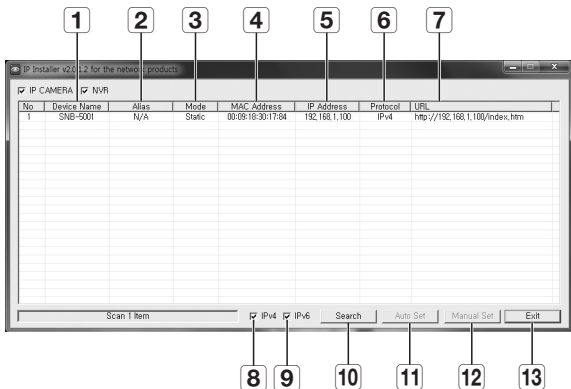 1 2 3 4 5 6 7
IP Installer v2.0.1.2 for the network products
IP CAMERA NVR
No Device Name Alias Mode MAC Address IP Address Protocol URL
1 SNB-5001 N/A Static 00:09:18:30:17:84 192,168,1,100 IPv4 http://192,168,1,100/index,htm
Scan 1 Item IPv4 IPv6 Search Auto Set Manual Set Exit
8 9 10 11 12 13